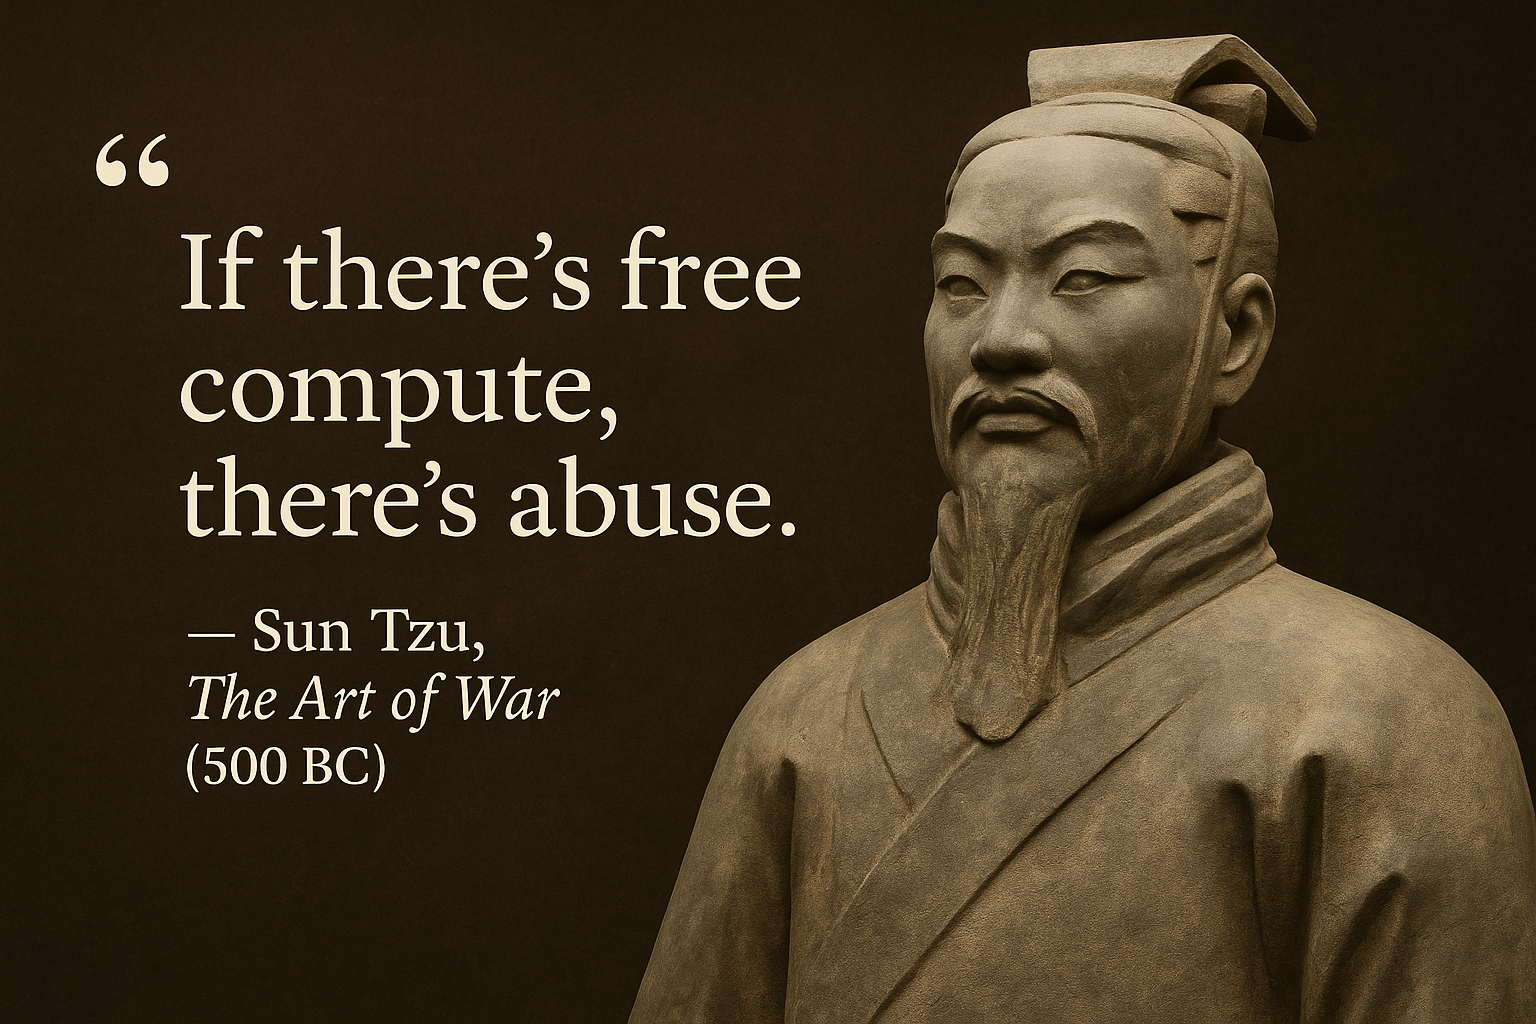 “
If there’s free
compute,
there’s abuse.
— Sun Tzu,
The Art of War
(500 BC)